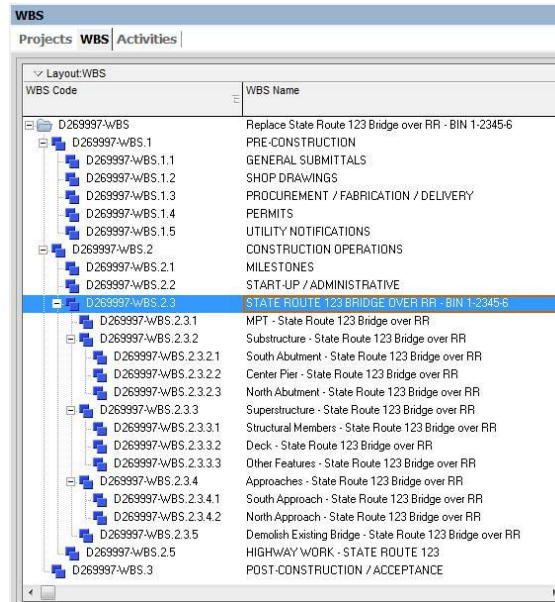 WBS
Projects WBS Activities
Layout:WBS
WBS Code WBS Name
D269997-WBS Replace State Route 123 Bridge over RR - BIN 1-2345-6
D269997-WBS.1 PRE-CONSTRUCTION
D269997-WBS.1.1 GENERAL SUBMITTALS
D269997-WBS.1.2 SHOP DRAWINGS
D269997-WBS.1.3 PROCUREMENT / FABRICATION / DELIVERY
D269997-WBS.1.4 PERMITS
D269997-WBS.1.5 UTILITY NOTIFICATIONS
D269997-WBS.2 CONSTRUCTION OPERATIONS
D269997-WBS.2.1 MILESTONES
D269997-WBS.2.2 START-UP / ADMINISTRATIVE
D269997-WBS.2.3 STATE ROUTE 123 BRIDGE OVER RR - BIN 1-2345-6
D269997-WBS.2.3.1 MPT - State Route 123 Bridge over RR
D269997-WBS.2.3.2 Substructure - State Route 123 Bridge over RR
D269997-WBS.2.3.2.1 South Abutment - State Route 123 Bridge over RR
D269997-WBS.2.3.2.2 Center Pier - State Route 123 Bridge over RR
D269997-WBS.2.3.2.3 North Abutment - State Route 123 Bridge over RR
D269997-WBS.2.3.3 Superstructure - State Route 123 Bridge over RR
D269997-WBS.2.3.3.1 Structural Members - State Route 123 Bridge over RR
D269997-WBS.2.3.3.2 Deck - State Route 123 Bridge over RR
D269997-WBS.2.3.3.3 Other Features - State Route 123 Bridge over RR
D269997-WBS.2.3.4 Approaches - State Route 123 Bridge over RR
D269997-WBS.2.3.4.1 South Approach - State Route 123 Bridge over RR
D269997-WBS.2.3.4.2 North Approach - State Route 123 Bridge over RR
D269997-WBS.2.3.5 Demolish Existing Bridge - State Route 123 Bridge over RR
D269997-WBS.2.5 HIGHWAY WORK - STATE ROUTE 123
D269997-WBS.3 POST-CONSTRUCTION / ACCEPTANCE